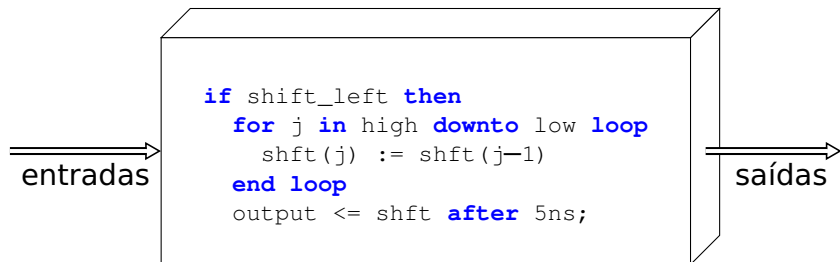 if shift_left then
for j in high downto low loop
shft(j) := shft(j−1)
entradas
saídas
end loop
output <= shft after 5ns;